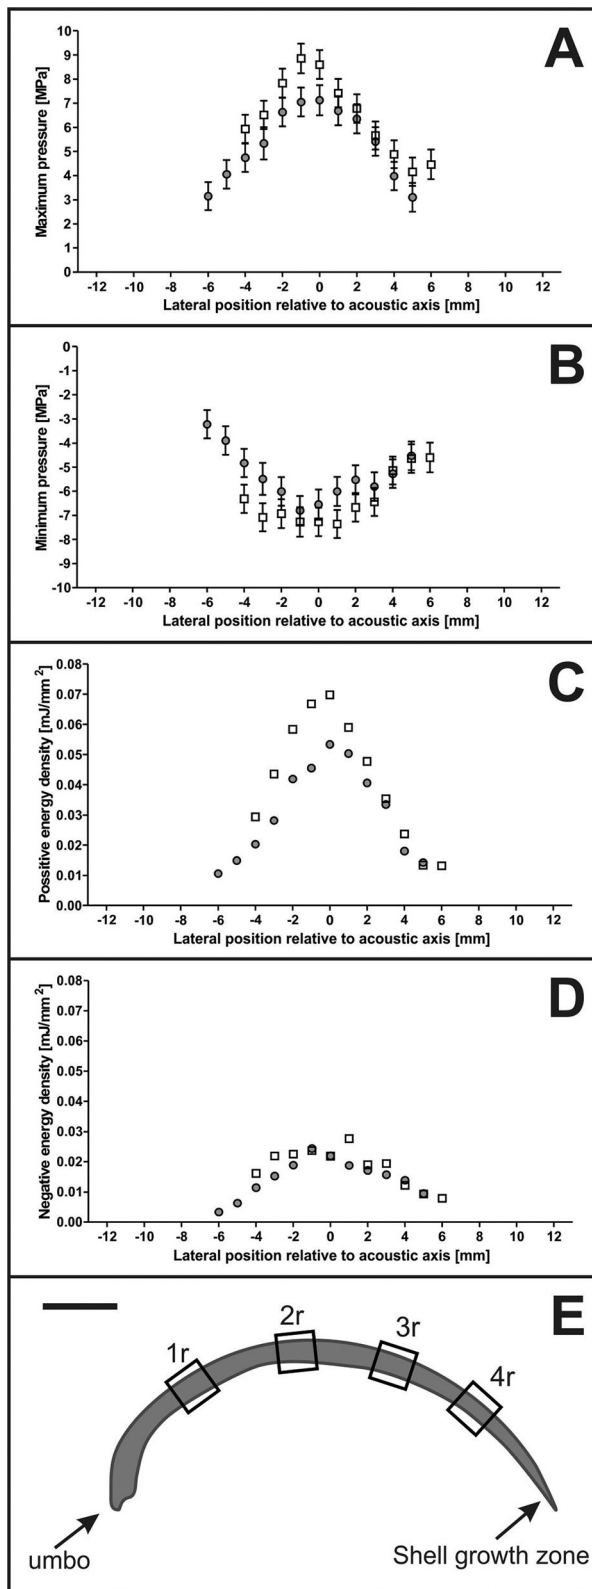 A
Maximum pressure [MPa]
10
9
8
7
6
5
4
3
2
1
0
-12 -10 -8 -6 -4 -2 0 2 4 6 8 10 12
Lateral position relative to acoustic axis [mm]
B
Minimum pressure [MPa]
0
-1
-2
-3
-4
-5
-6
-7
-8
-9
-10
-12 -10 -8 -6 -4 -2 0 2 4 6 8 10 12
Lateral position relative to acoustic axis [mm]
C
Possitive energy density [mJ/mm²]
0.08
0.07
0.06
0.05
0.04
0.03
0.02
0.01
0.00
-12 -10 -8 -6 -4 -2 0 2 4 6 8 10 12
Lateral position relative to acoustic axis [mm]
D
Negative energy density [mJ/mm²]
0.08
0.07
0.06
0.05
0.04
0.03
0.02
0.01
0.00
-12 -10 -8 -6 -4 -2 0 2 4 6 8 10 12
Lateral position relative to acoustic axis [mm]
E
1r
2r
3r
4r
umbo
Shell growth zone